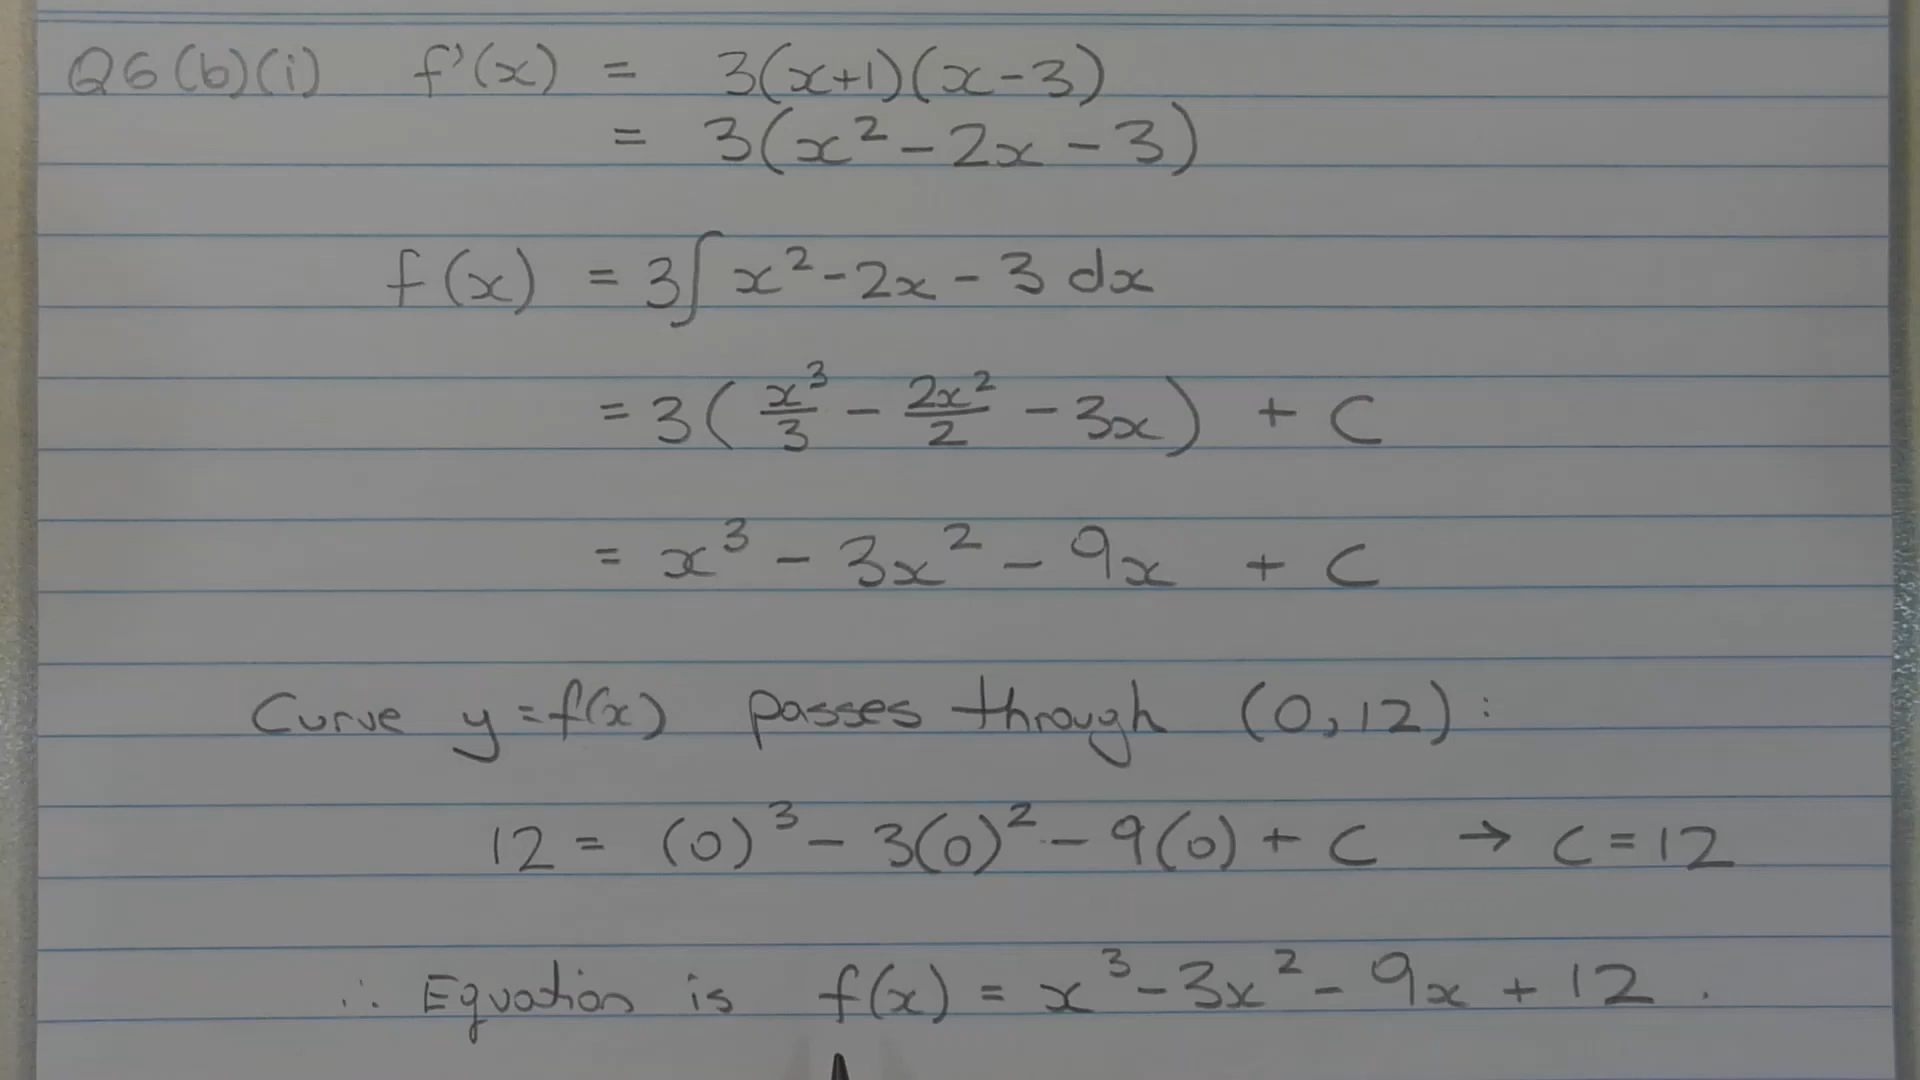 Q6(b)(i) f'(x) = 3(x+1)(x-3)
= 3(x² - 2x - 3)
f(x) = 3∫ x² - 2x - 3 dx
= 3(x³/3 - 2x²/2 - 3x) + C
= x³ - 3x² - 9x + C
Curve y = f(x) passes through (0,12):
12 = (0)³ - 3(0)² - 9(0) + C → C = 12
∴ Equation is f(x) = x³ - 3x² - 9x + 12.